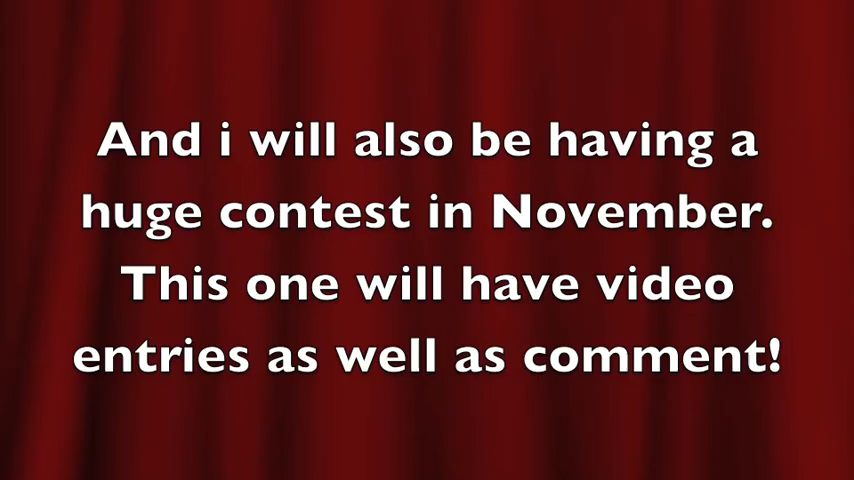 And i will also be having a
huge contest in November.
This one will have video
entries as well as comment!